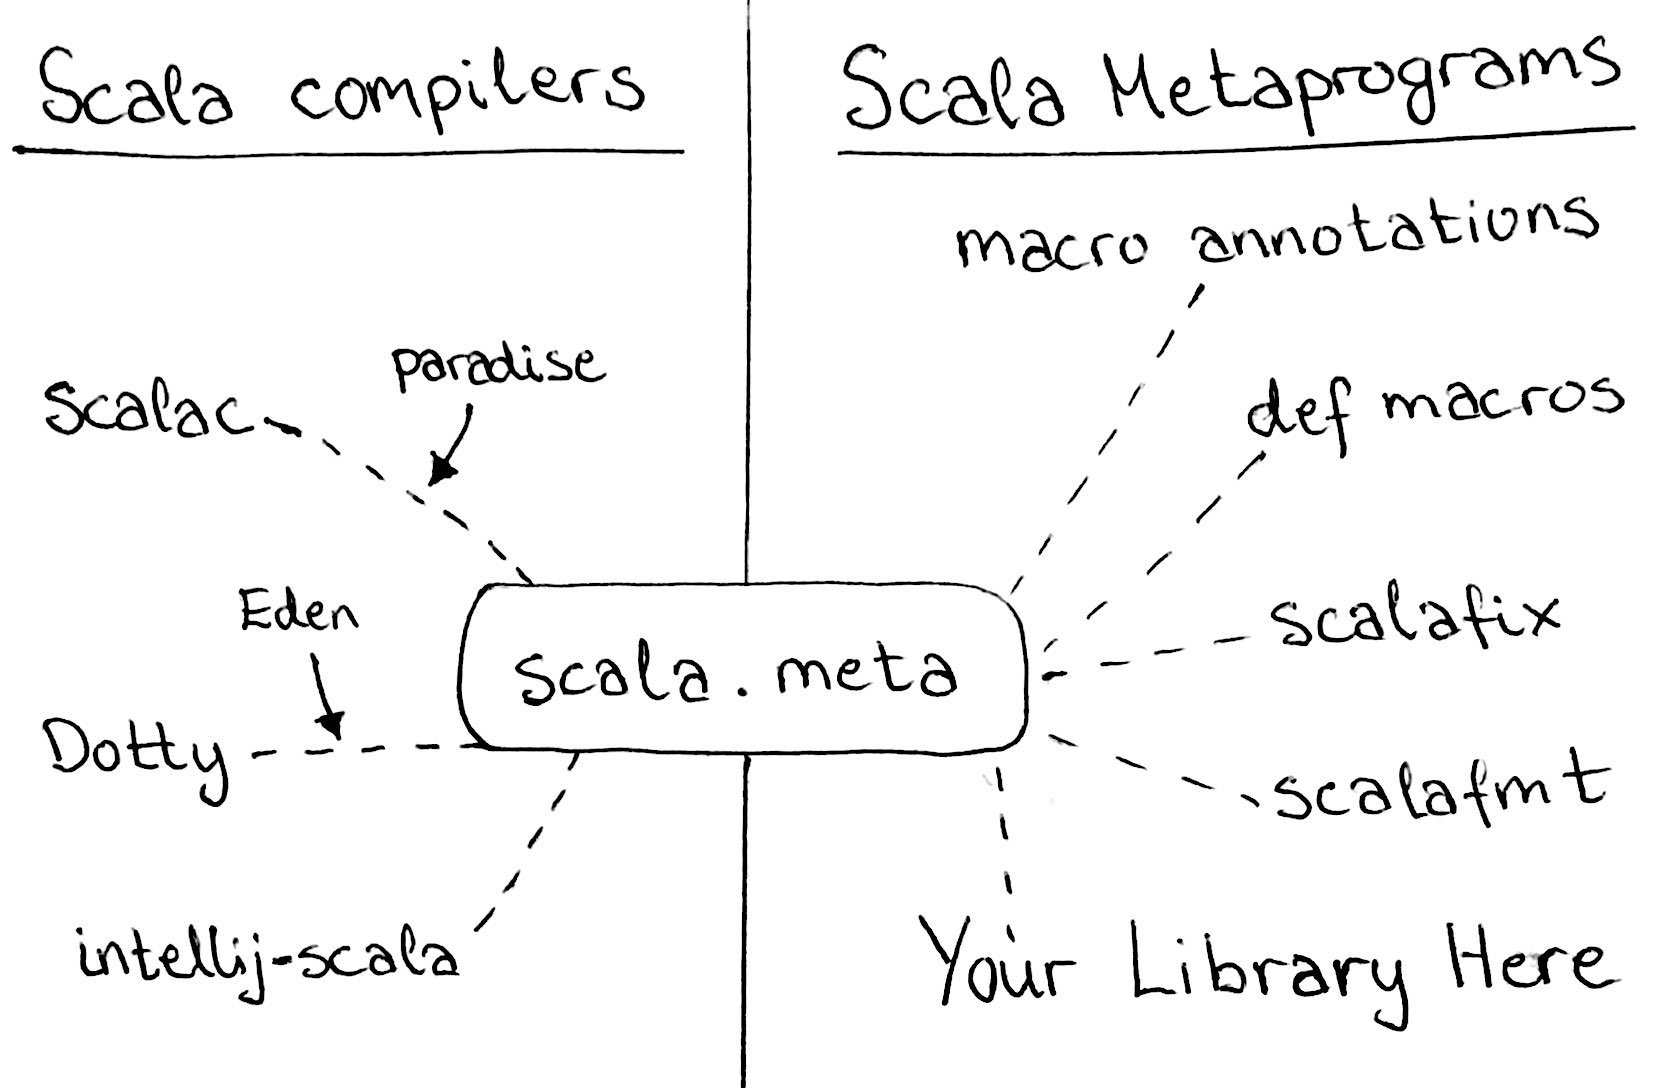 Scala compilers
Scala Metaprograms
macro annotations
paradise
scalac
def macros
Eden
scalafix
scala.meta
Dotty
scalafmt
intellij-scala
Your Library Here